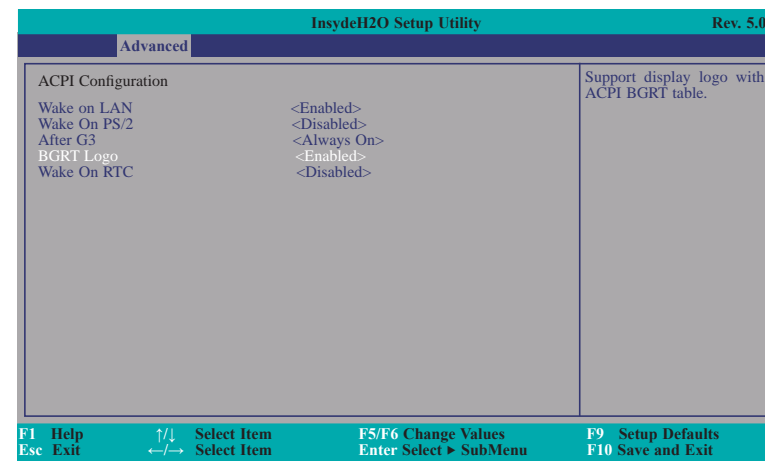 InsydeH2O Setup Utility Rev. 5.0
Advanced
ACPI Configuration
Wake on LAN <Enabled>
Wake On PS/2 <Disabled>
After G3 <Always On>
BGRT Logo <Enabled>
Wake On RTC <Disabled>
Support display logo with
ACPI BGRT table.
F1 Help ↑/↓ Select Item F5/F6 Change Values F9 Setup Defaults
Esc Exit ←/→ Select Item Enter Select ► SubMenu F10 Save and Exit